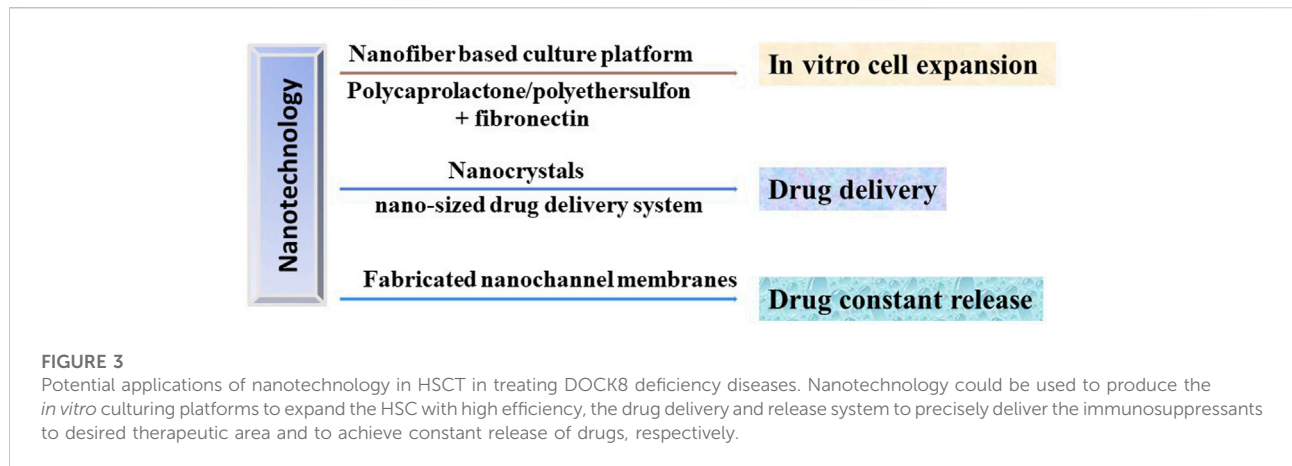 Nanotechnology
Nanofiber based culture platform
Polycaprolactone/polyethersulfon
+ fibronectin
In vitro cell expansion
Nanocrystals
nano-sized drug delivery system
Drug delivery
Fabricated nanochannel membranes
Drug constant release
FIGURE 3
Potential applications of nanotechnology in HSCT in treating DOCK8 deficiency diseases. Nanotechnology could be used to produce the
in vitro culturing platforms to expand the HSC with high efficiency, the drug delivery and release system to precisely deliver the immunosuppressants
to desired therapeutic area and to achieve constant release of drugs, respectively.